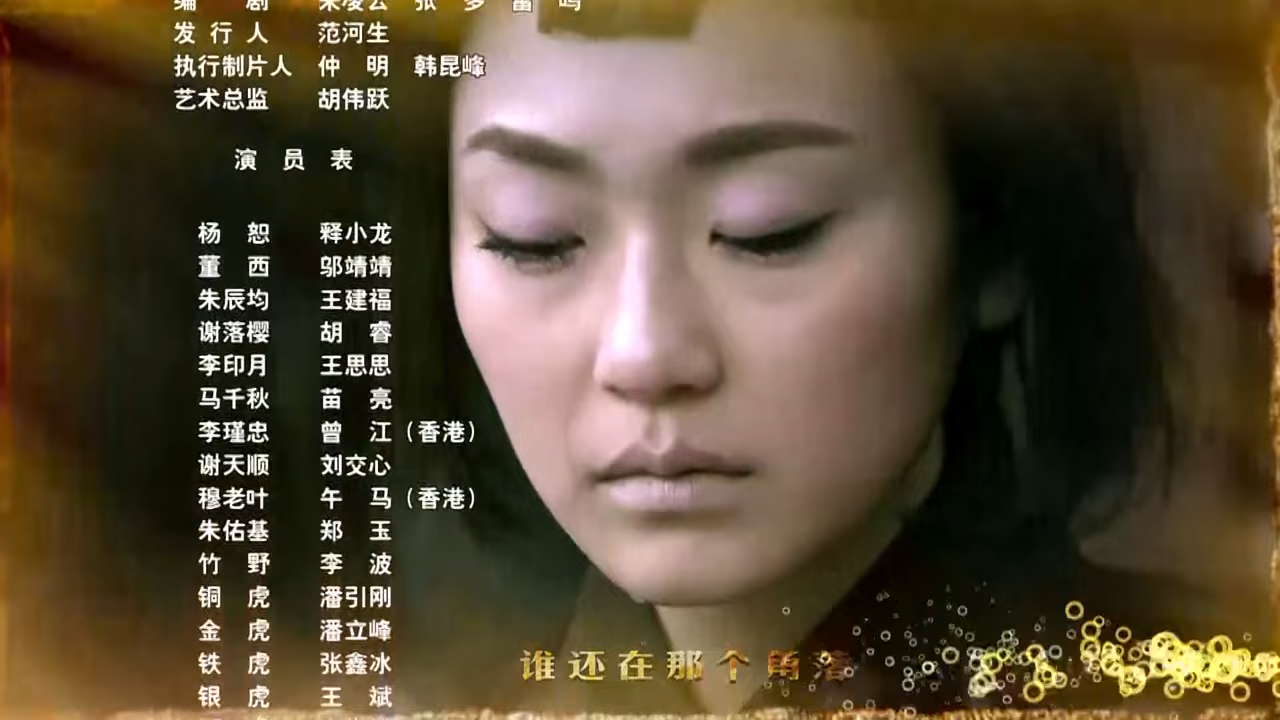 发行人 范河生
执行制片人 仲明 韩昆峰
艺术总监 胡伟跃
演员表
杨恕 释小龙
董西 邬靖靖
朱辰均 王建福
谢落樱 胡睿
李印月 王思思
马千秋 苗亮
李瑾忠 曾江（香港）
谢天顺 刘交心
穆老叶 午马（香港）
朱佑基 郑玉
竹野 李波
铜虎 潘引刚
金虎 潘立峰
铁虎 张鑫冰
银虎 王斌
谁还在那个角落